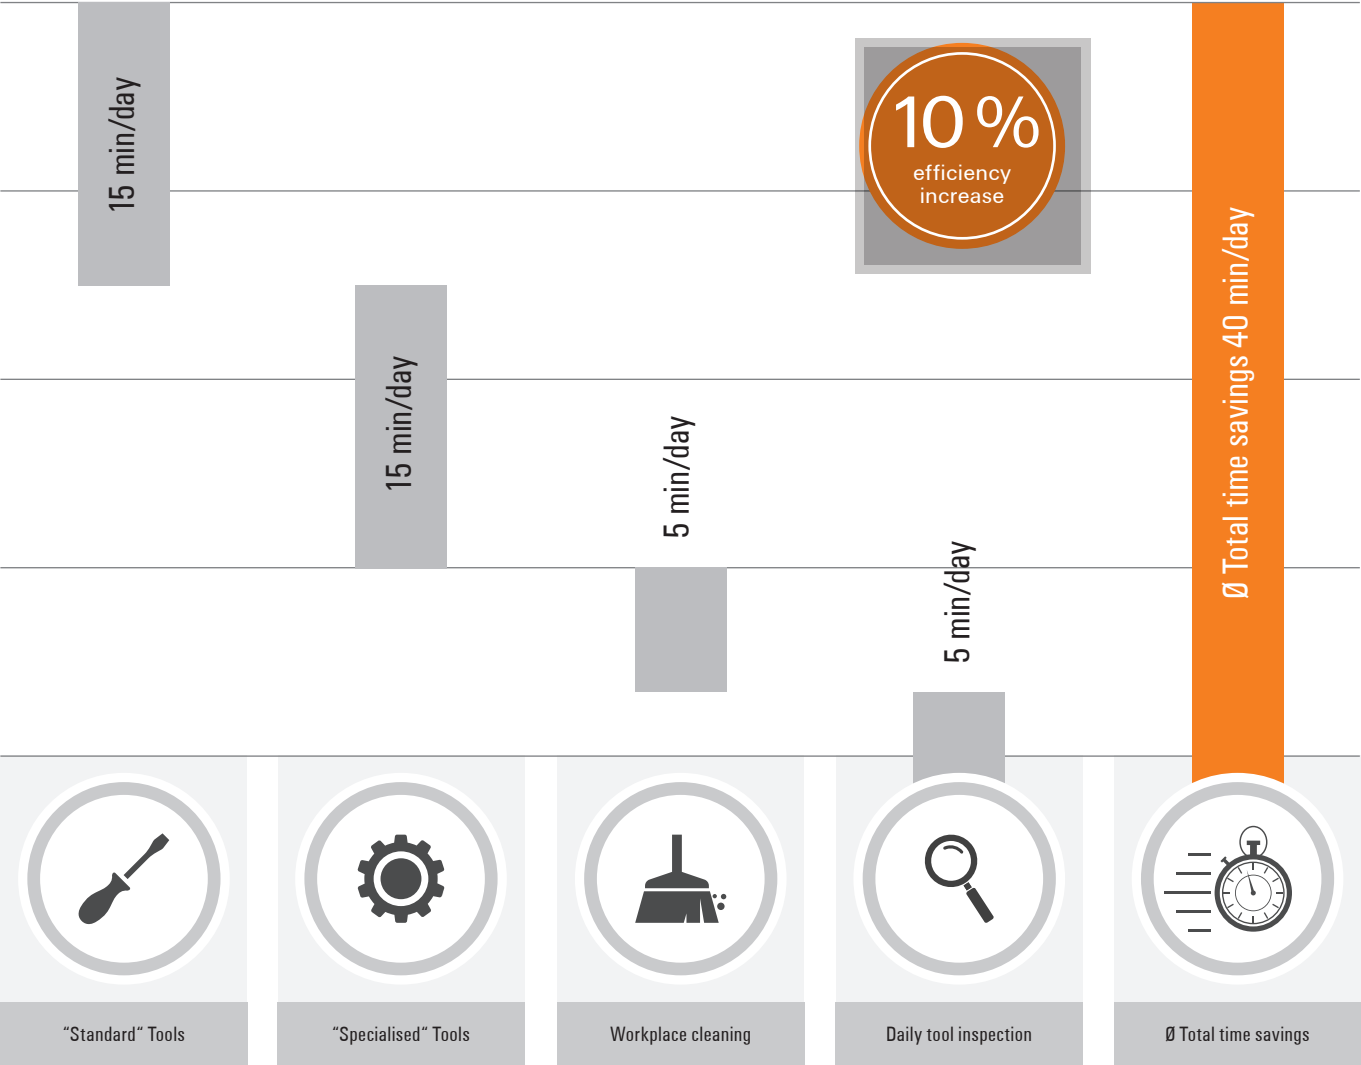 15 min/day
15 min/day
5 min/day
5 min/day
10 %
efficiency
increase
Ø Total time savings 40 min/day
“Standard“ Tools
“Specialised“ Tools
Workplace cleaning
Daily tool inspection
Ø Total time savings